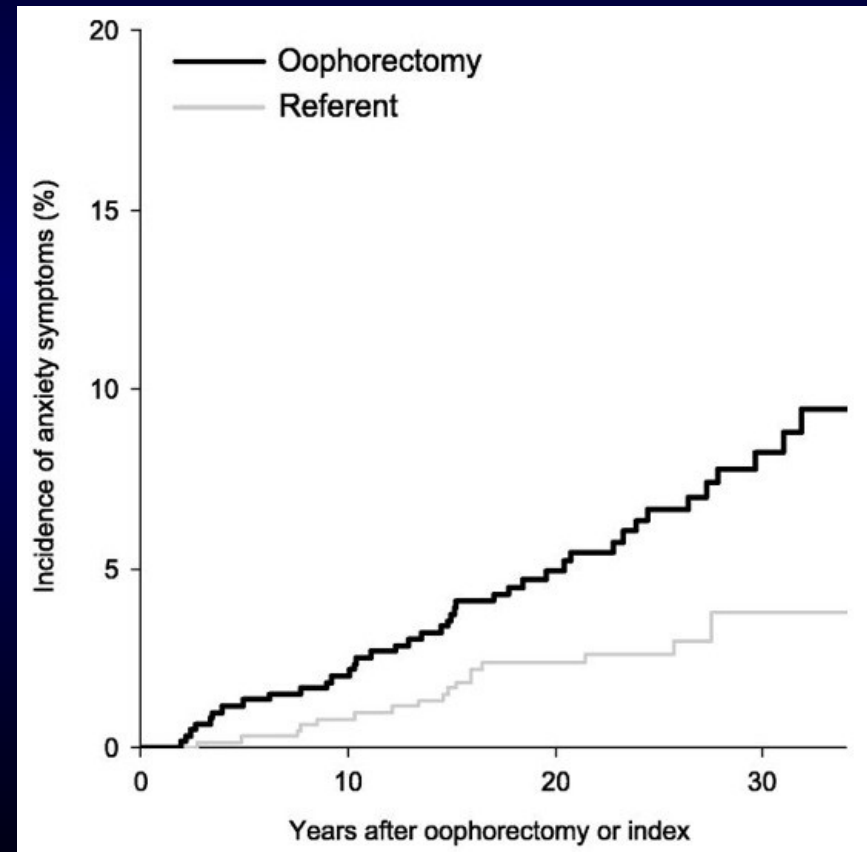 20
Oophorectomy
Referent
15
10
5
0
Incidence of anxiety symptoms (%)
0 10 20 30
Years after oophorectomy or index